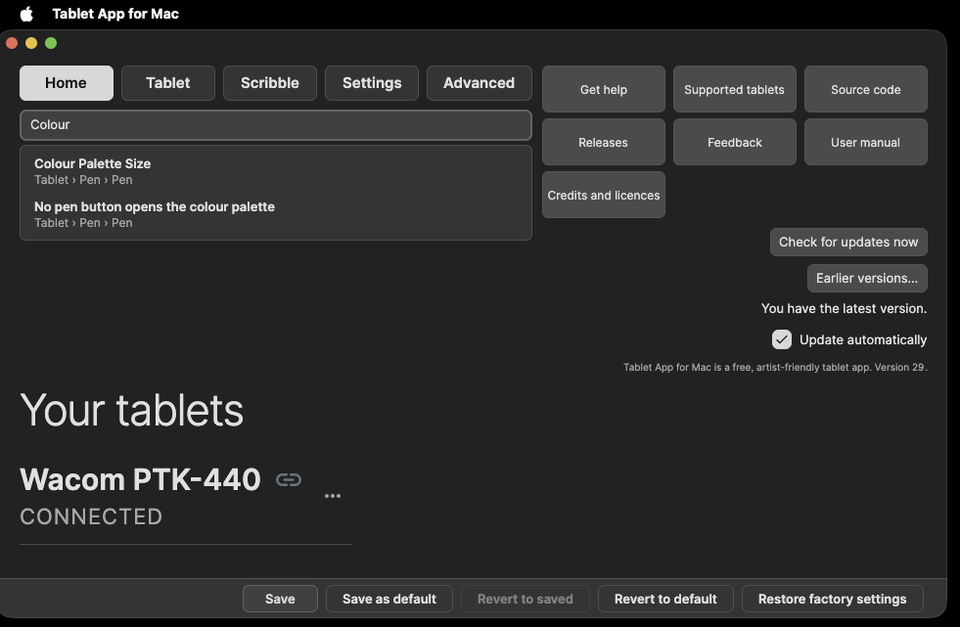 Tablet App for Mac
Home
Tablet
Scribble
Settings
Advanced
Colour
Colour Palette Size
Tablet › Pen › Pen
No pen button opens the colour palette
Tablet › Pen › Pen
Get help
Supported tablets
Source code
Releases
Feedback
User manual
Credits and licences
Check for updates now
Earlier versions...
You have the latest version.
Update automatically
Tablet App for Mac is a free, artist-friendly tablet app. Version 29.
Your tablets
Wacom PTK-440
...
CONNECTED
Save
Save as default
Revert to saved
Revert to default
Restore factory settings